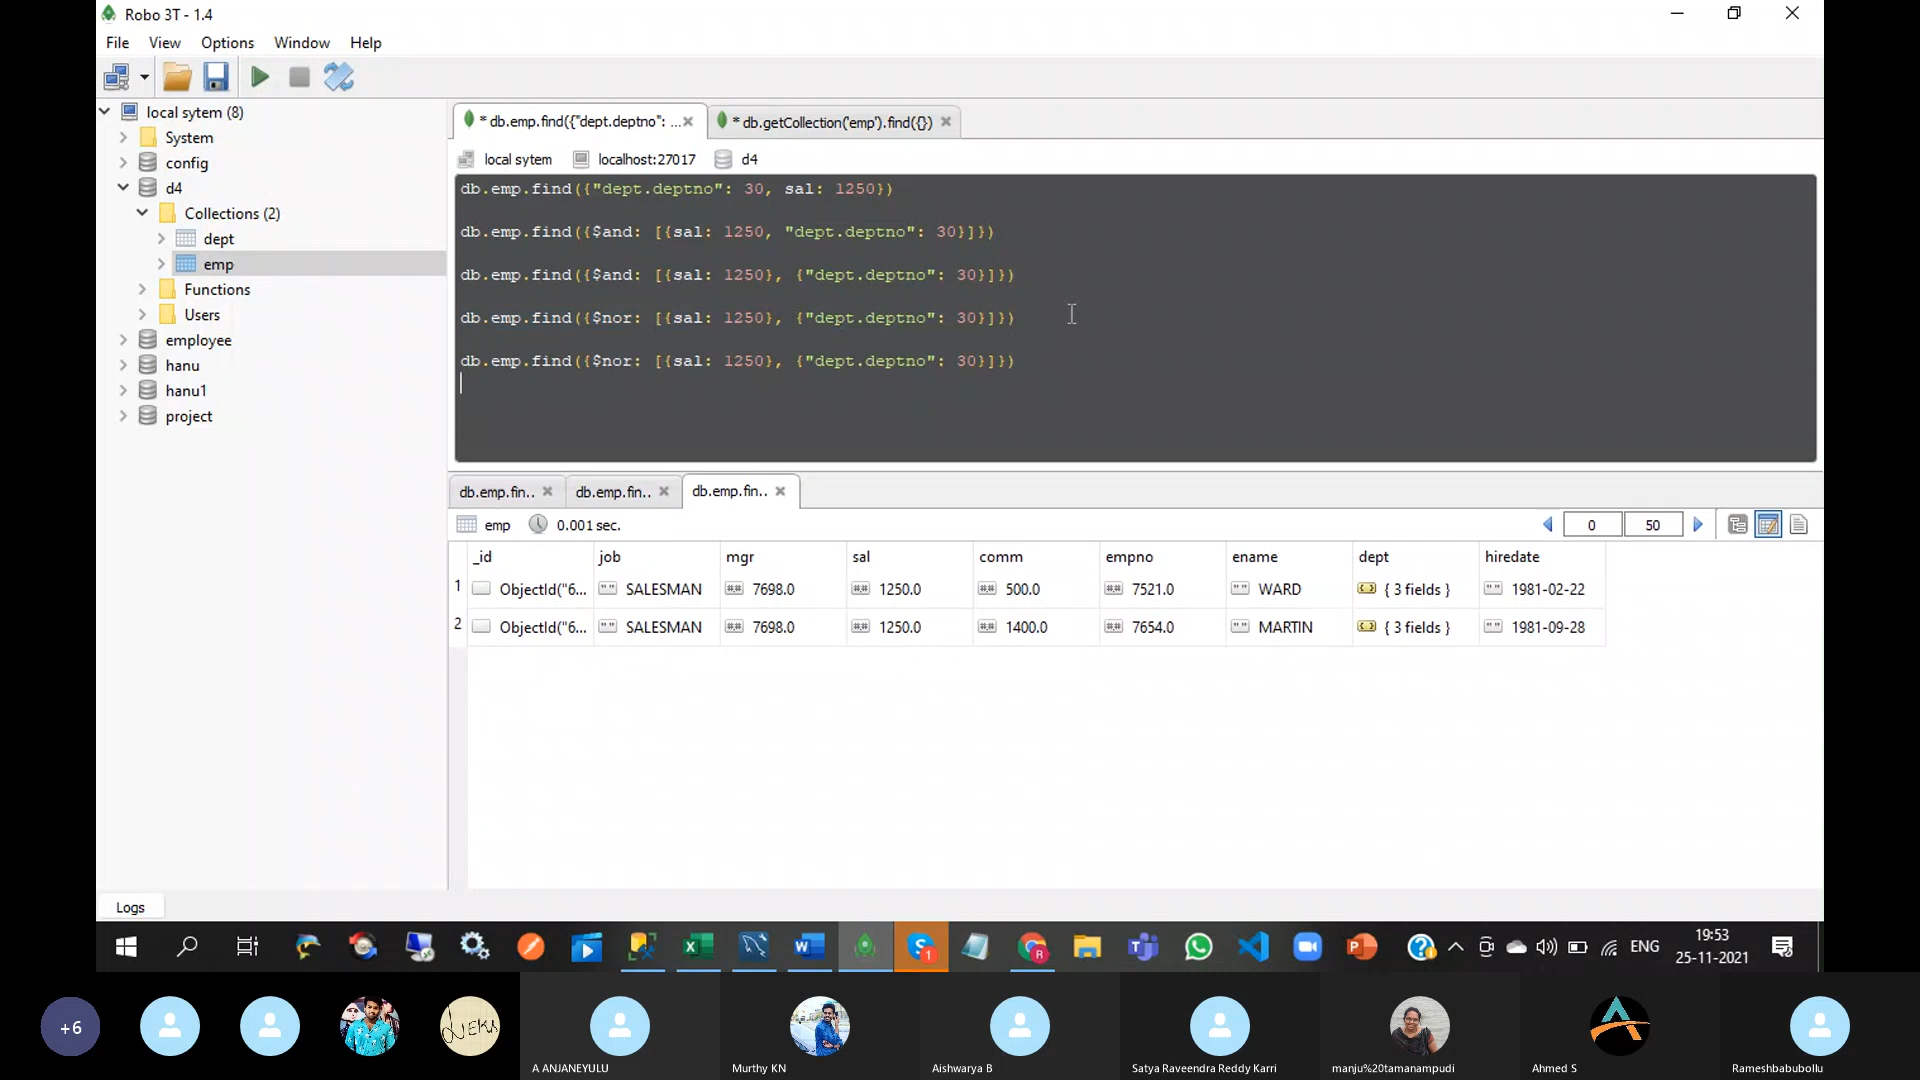 Robo 3T - 1.4
File View Options Window Help
local sytem (8)
System
config
d4
Collections (2)
dept
emp
Functions
Users
employee
hanu
hanu1
project
* db.emp.find({"dept.deptno": ... * db.getCollection('emp').find({})
local sytem localhost:27017 d4
db.emp.find({"dept.deptno": 30, sal: 1250})
db.emp.find({$and: [{sal: 1250, "dept.deptno": 30}]})
db.emp.find({$and: [{sal: 1250}, {"dept.deptno": 30}]})
db.emp.find({$nor: [{sal: 1250}, {"dept.deptno": 30}]})
db.emp.find({$nor: [{sal: 1250}, {"dept.deptno": 30}]})
db.emp.fin.. db.emp.fin.. db.emp.fin..
emp 0.001 sec. 0 50
_id job mgr sal comm empno ename dept hiredate
1 ObjectId("6... SALESMAN 7698.0 1250.0 500.0 7521.0 WARD { 3 fields } 1981-02-22
2 ObjectId("6... SALESMAN 7698.0 1250.0 1400.0 7654.0 MARTIN { 3 fields } 1981-09-28
Logs
ENG 19:53
25-11-2021
+6
A ANJANEYULU Murthy KN Aishwarya B Satya Raveendra Reddy Karri manju%20tamanampudi Ahmed S Rameshbabubollu